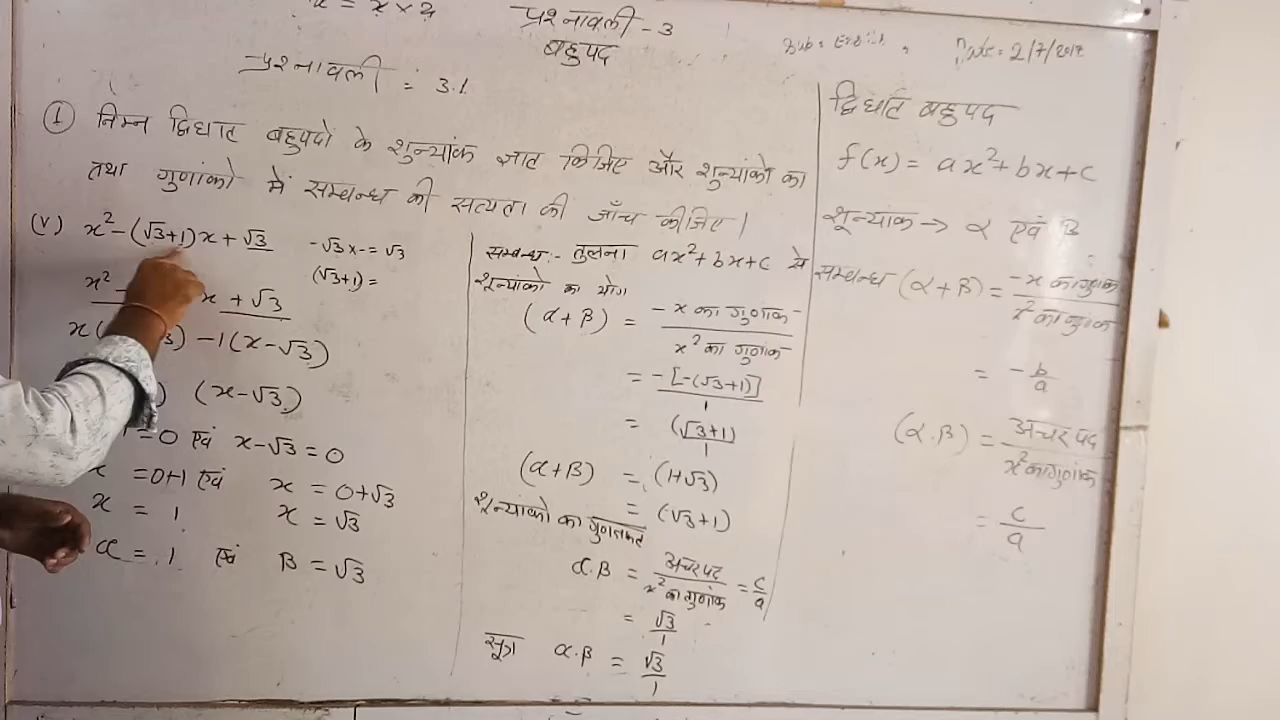 प्रश्नावली - 3
बहुपद
Date: 2/7/2017
प्रश्नावली : 3.1
① निम्न द्विघात बहुपदो के शुन्यांक ज्ञात किजिए और शुन्यांको का
तथा गुणांको में सम्बन्ध की सत्यता की जाँच कीजिए।
(v) x² - (√3+1)x + √3
-√3 x - = √3
(√3+1) =
x² - x + √3
x( 3) - 1(x-√3)
) (x-√3)
=0 एवं x-√3 = 0
x =0+1 एवं x = 0+√3
x = 1 x = √3
α = 1 एवं β = √3
सम्बन्ध :- तुलना ax²+bx+c से
शून्यांको का योग
(α+β) = -x का गुणांक / x² का गुणांक
= -[-(√3+1)] / 1
= (√3+1) / 1
(α+β) = (1+√3)
= (√3+1)
शून्यांको का गुणनफल
α.β = अचर पद / x² का गुणांक = c/a
= √3/1
सूत्र α.β = √3/1
द्विघात बहुपद
f(x) = ax²+bx+c
शून्यांक → α एवं β
सम्बन्ध (α+β) = -x का गुणांक / x² का गुणांक
= -b/a
(α.β) = अचर पद / x² का गुणांक
= c/a